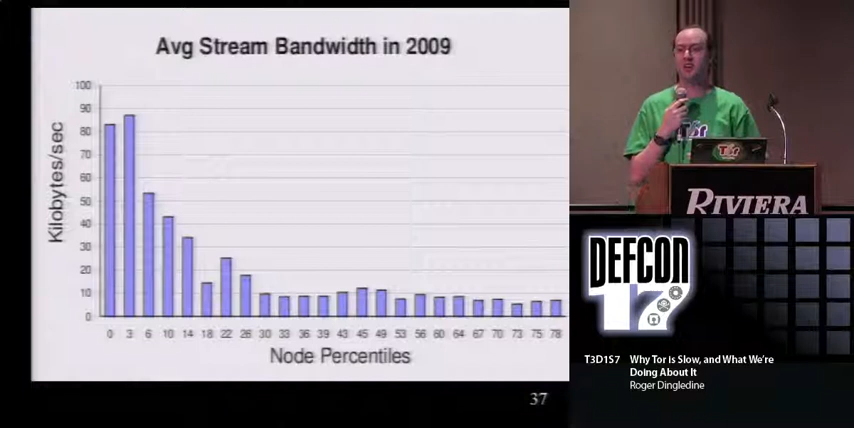 Avg Stream Bandwidth in 2009
Kilobytes/sec
100
90
80
70
60
50
40
30
20
10
0
0 3 6 10 14 18 22 26 30 33 36 39 43 45 49 53 56 60 64 67 70 73 75 78
Node Percentiles
37
Tor
Tor
RIVIERA
DEFCON
17
T3D1S7 Why Tor is Slow, and What We're
Doing About It
Roger Dingledine